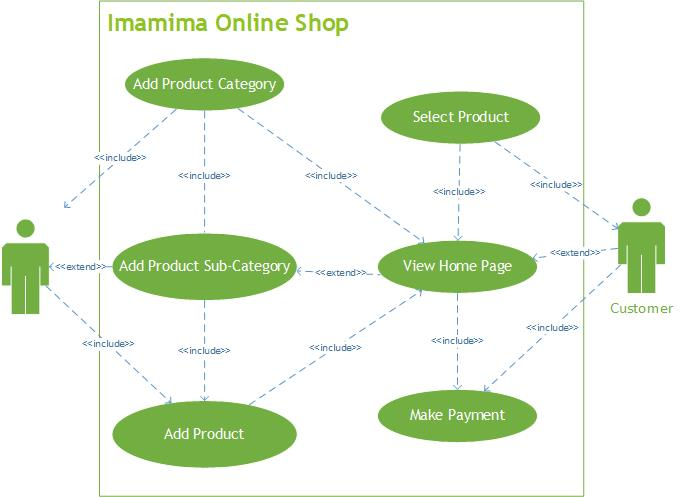 Imamima Online Shop
Add Product Category
Select Product
<<include>>
<<include>>
<<include>>
<<include>>
<<include>>
<<extend>>
Add Product Sub-Category
<<extend>>
View Home Page
<<extend>>
Customer
<<include>>
<<include>>
<<include>>
<<include>>
<<include>>
Add Product
Make Payment